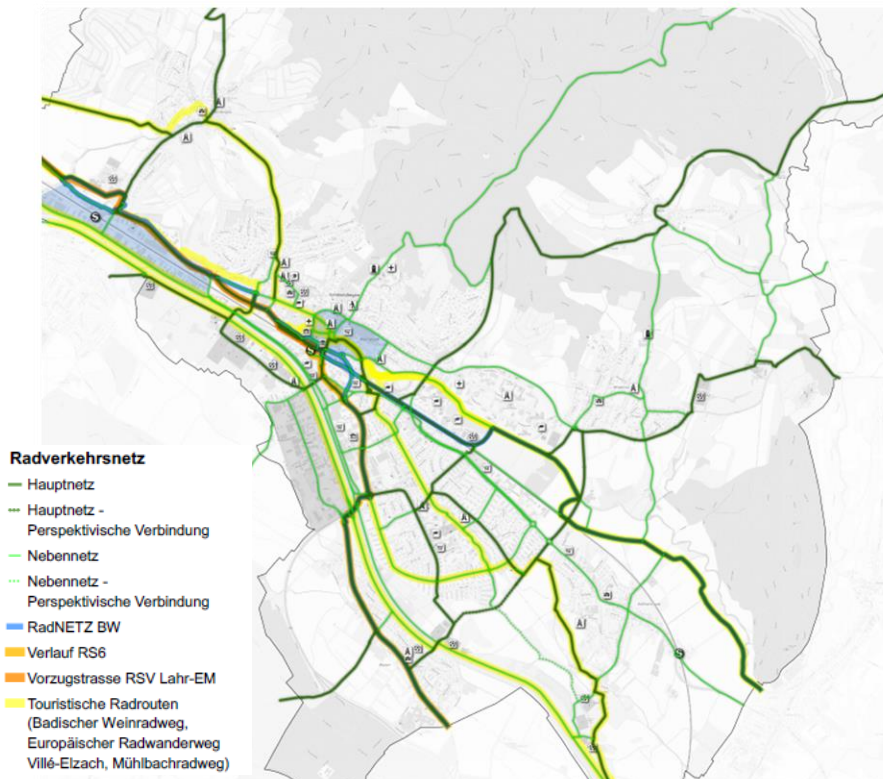 S
S
S
Radverkehrsnetz
Hauptnetz
Hauptnetz -
Perspektivische Verbindung
Nebennetz
Nebennetz -
Perspektivische Verbindung
RadNETZ BW
Verlauf RS6
Vorzugstrasse RSV Lahr-EM
Touristische Radrouten
(Badischer Weinradweg,
Europäischer Radwanderweg
Villé-Elzach, Mühlbachradweg)